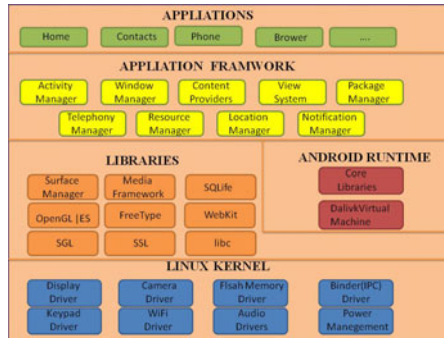 APPLIATIONS
Home Contacts Phone Brower ....
APPLIATION FRAMWORK
Activity Manager Window Manager Content Providers View System Package Manager
Telephony Manager Resource Manager Location Manager Notification Manager
LIBRARIES
Surface Manager Media Framework SQLife
OpenGL |ES FreeType WebKit
SGL SSL libc
ANDROID RUNTIME
Core Libraries
DalivkVirtual Machine
LINUX KERNEL
Display Driver Camera Driver Flsah Memory Driver Binder(IPC) Driver
Keypad Driver WiFi Driver Audio Drivers Power Manegement